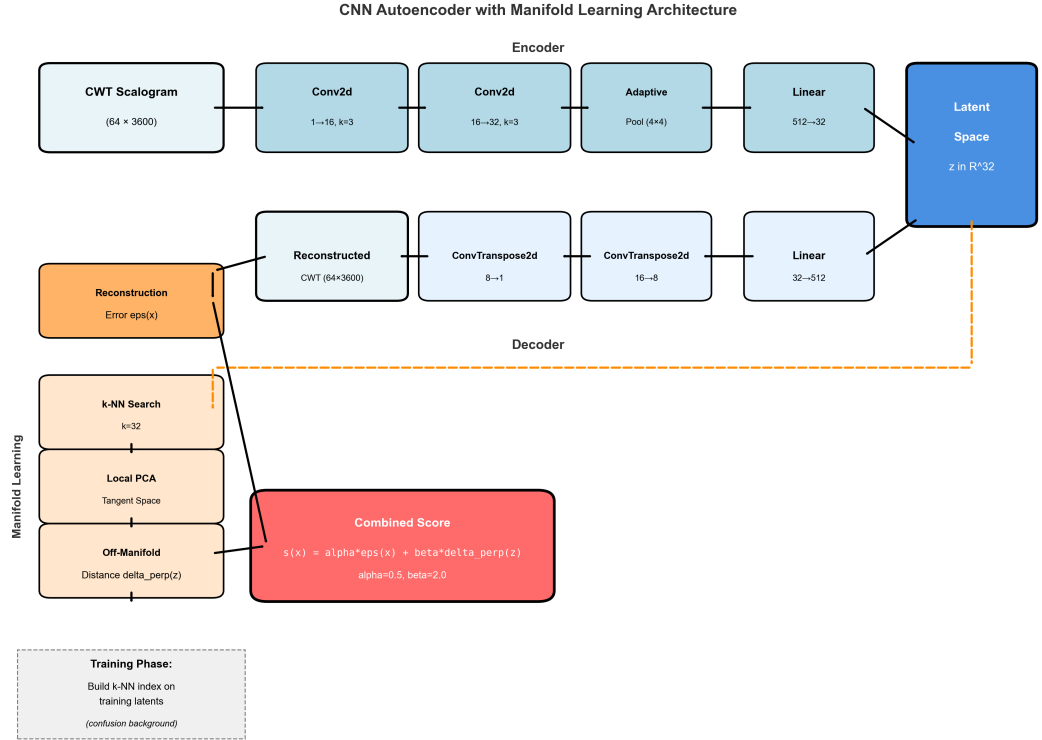 CNN Autoencoder with Manifold Learning Architecture
Encoder
CWT Scalogram
(64 × 3600)
Conv2d
1→16, k=3
Conv2d
16→32, k=3
Adaptive
Pool (4×4)
Linear
512→32
Latent
Space
z in R^32
Reconstructed
CWT (64×3600)
ConvTranspose2d
8→1
ConvTranspose2d
16→8
Linear
32→512
Decoder
Reconstruction
Error eps(x)
Manifold Learning
k-NN Search
k=32
Local PCA
Tangent Space
Off-Manifold
Distance delta_perp(z)
Combined Score
s(x) = alpha*eps(x) + beta*delta_perp(z)
alpha=0.5, beta=2.0
Training Phase:
Build k-NN index on
training latents
(confusion background)